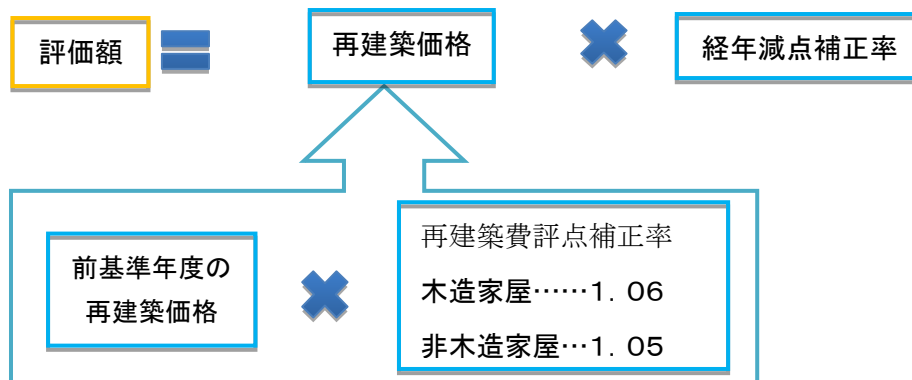 評価額
再建築価格
経年減点補正率
前基準年度の
再建築価格
再建築費評点補正率
木造家屋……1．06
非木造家屋…1．05